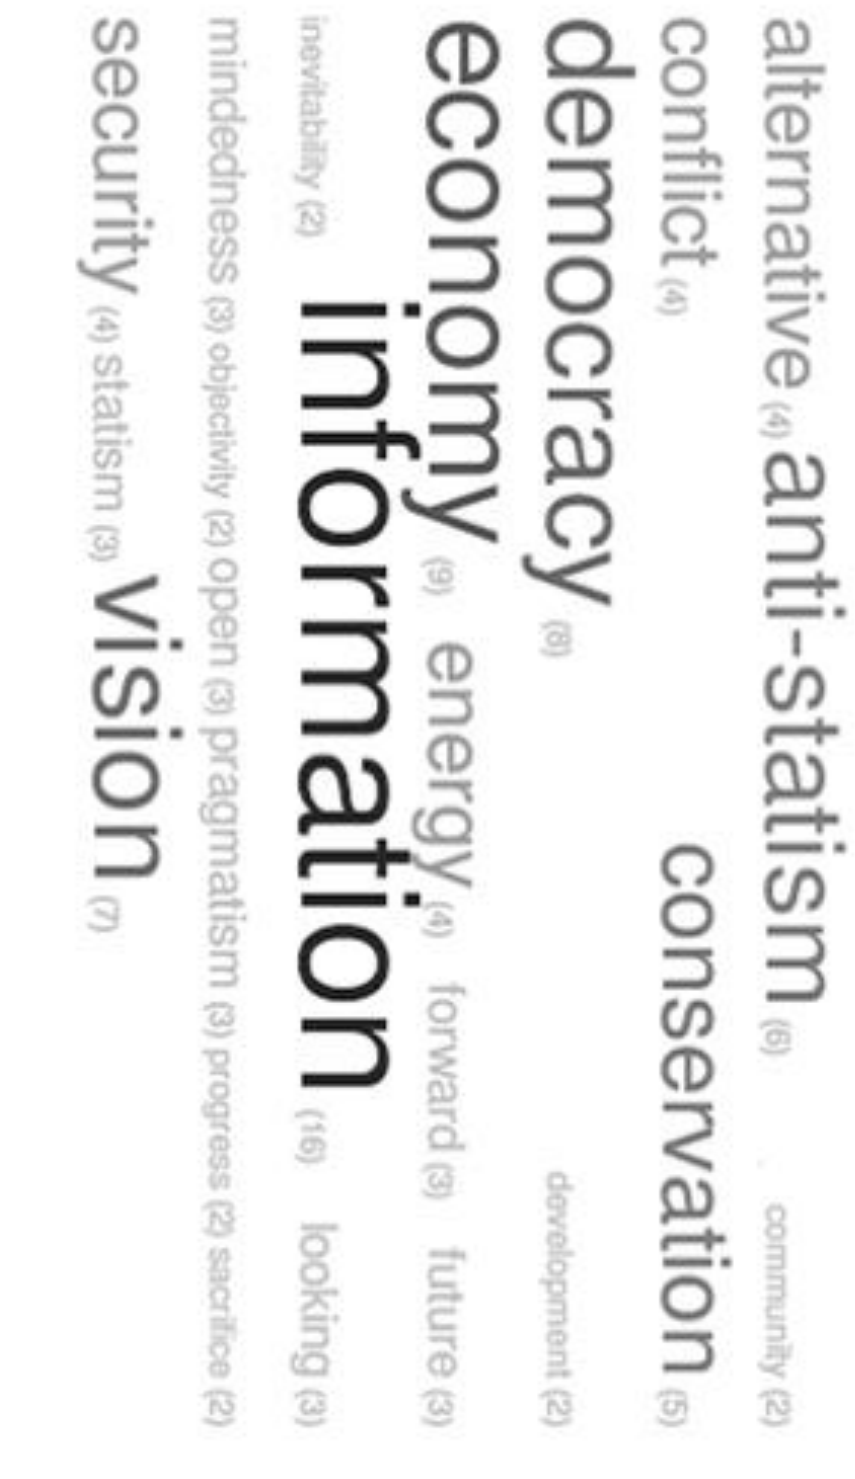 alternative (4) anti-statism (6) community (2)
conflict (4) conservation (5)
democracy (8) development (2)
economy (9) energy (4) forward (3) future (3)
inevitability (2) information (16) looking (3)
mindedness (3) objectivity (2) open (3) pragmatism (3) progress (2) sacrifice (2)
security (4) statism (3) vision (7)